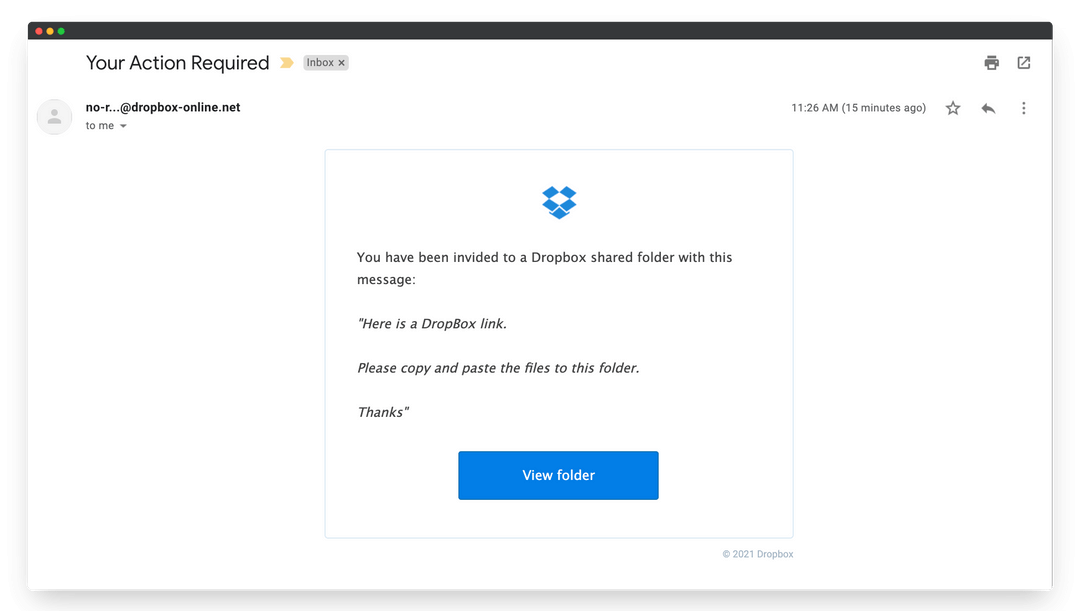 Your Action Required
Inbox ×
no-r...@dropbox-online.net
11:26 AM (15 minutes ago)
to me
You have been invided to a Dropbox shared folder with this
message:
"Here is a DropBox link.
Please copy and paste the files to this folder.
Thanks"
View folder
© 2021 Dropbox